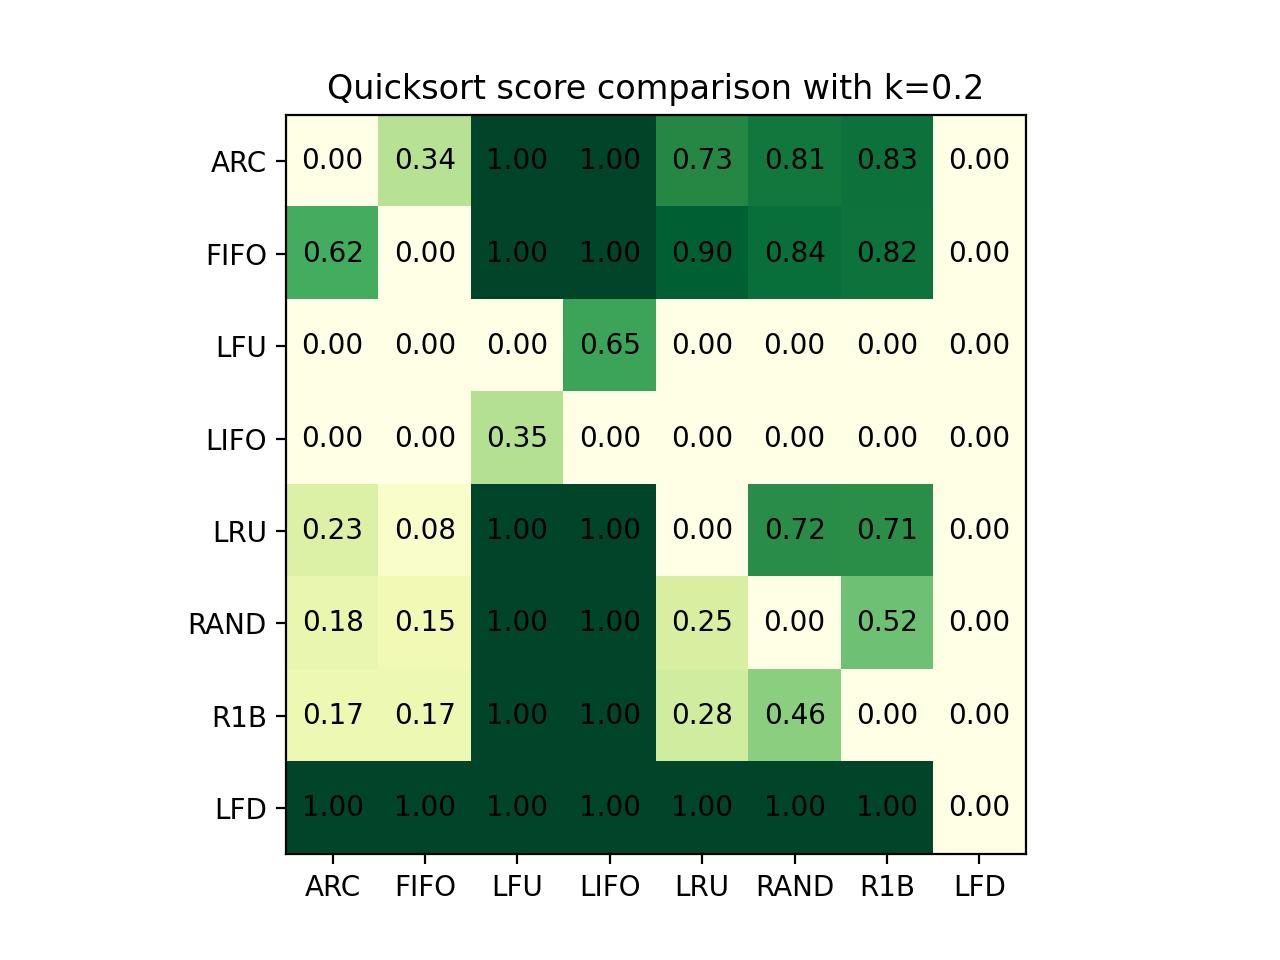 Quicksort score comparison with k=0.2
ARC 0.00 0.34 1.00 1.00 0.73 0.81 0.83 0.00
FIFO 0.62 0.00 1.00 1.00 0.90 0.84 0.82 0.00
LFU 0.00 0.00 0.00 0.65 0.00 0.00 0.00 0.00
LIFO 0.00 0.00 0.35 0.00 0.00 0.00 0.00 0.00
LRU 0.23 0.08 1.00 1.00 0.00 0.72 0.71 0.00
RAND 0.18 0.15 1.00 1.00 0.25 0.00 0.52 0.00
R1B 0.17 0.17 1.00 1.00 0.28 0.46 0.00 0.00
LFD 1.00 1.00 1.00 1.00 1.00 1.00 1.00 0.00
ARC FIFO LFU LIFO LRU RAND R1B LFD